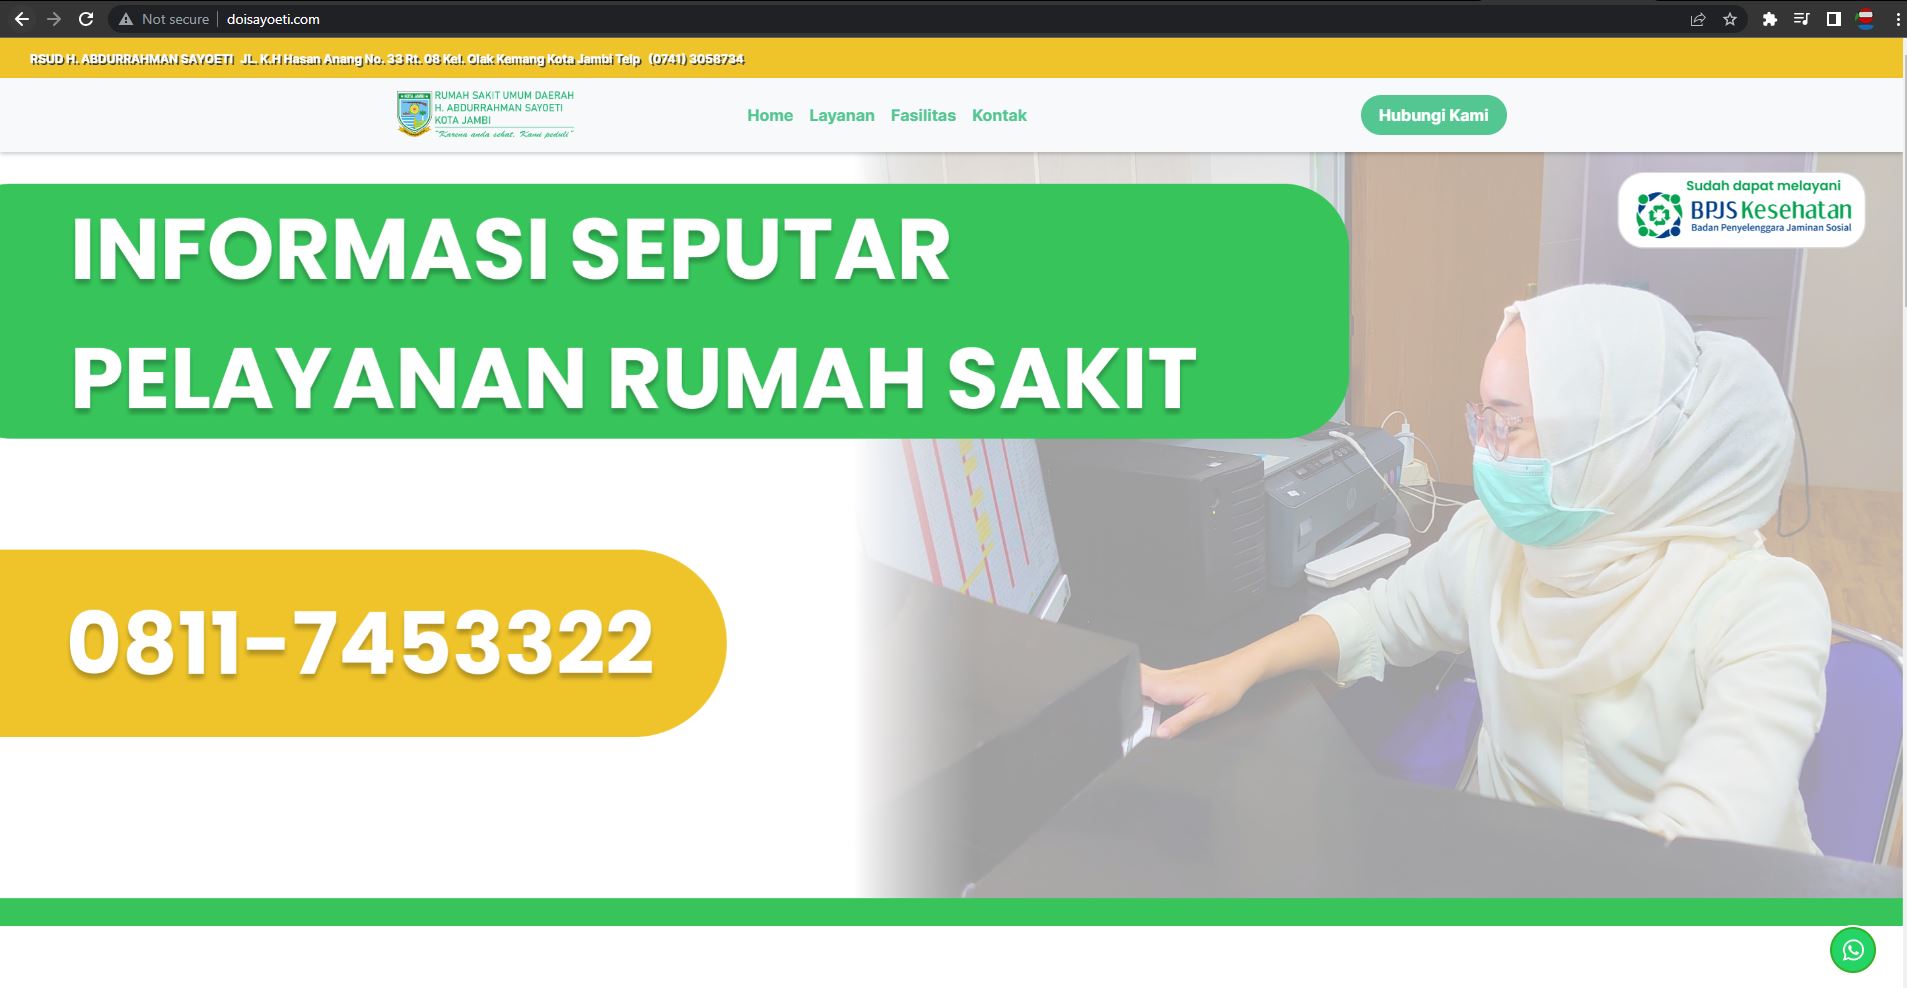 Not secure | doisayoeti.com
RSUD H. ABDURRAHMAN SAYOETI JL. K.H Hasan Anang No. 33 Rt. 08 Kel. Olak Kemang Kota Jambi Telp (0741) 3058734
KOTA JAMBI
RUMAH SAKIT UMUM DAERAH
H. ABDURRAHMAN SAYOETI
KOTA JAMBI
"Karena anda sehat, Kami peduli"
Home Layanan Fasilitas Kontak
Hubungi Kami
Sudah dapat melayani
BPJS Kesehatan
Badan Penyelenggara Jaminan Sosial
INFORMASI SEPUTAR
PELAYANAN RUMAH SAKIT
0811-7453322